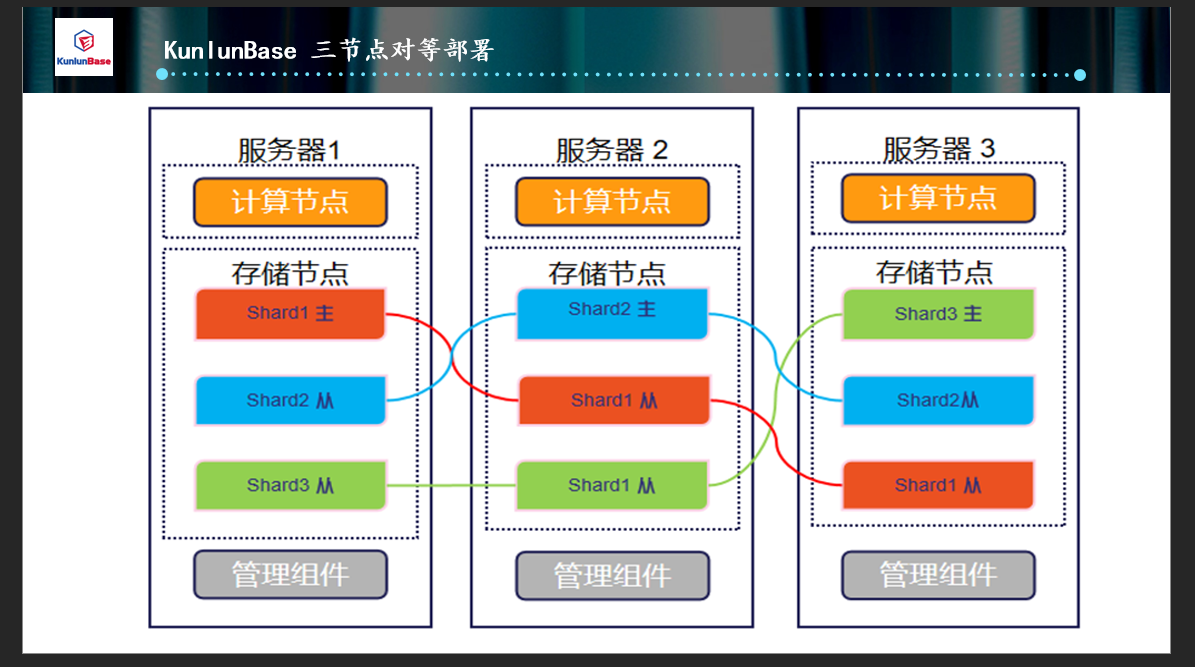 KunlunBase
KunlunBase 三节点对等部署
服务器1
计算节点
存储节点
Shard1 主
Shard2 从
Shard3 从
管理组件
服务器 2
计算节点
存储节点
Shard2 主
Shard1 从
Shard1 从
管理组件
服务器 3
计算节点
存储节点
Shard3 主
Shard2从
Shard1 从
管理组件